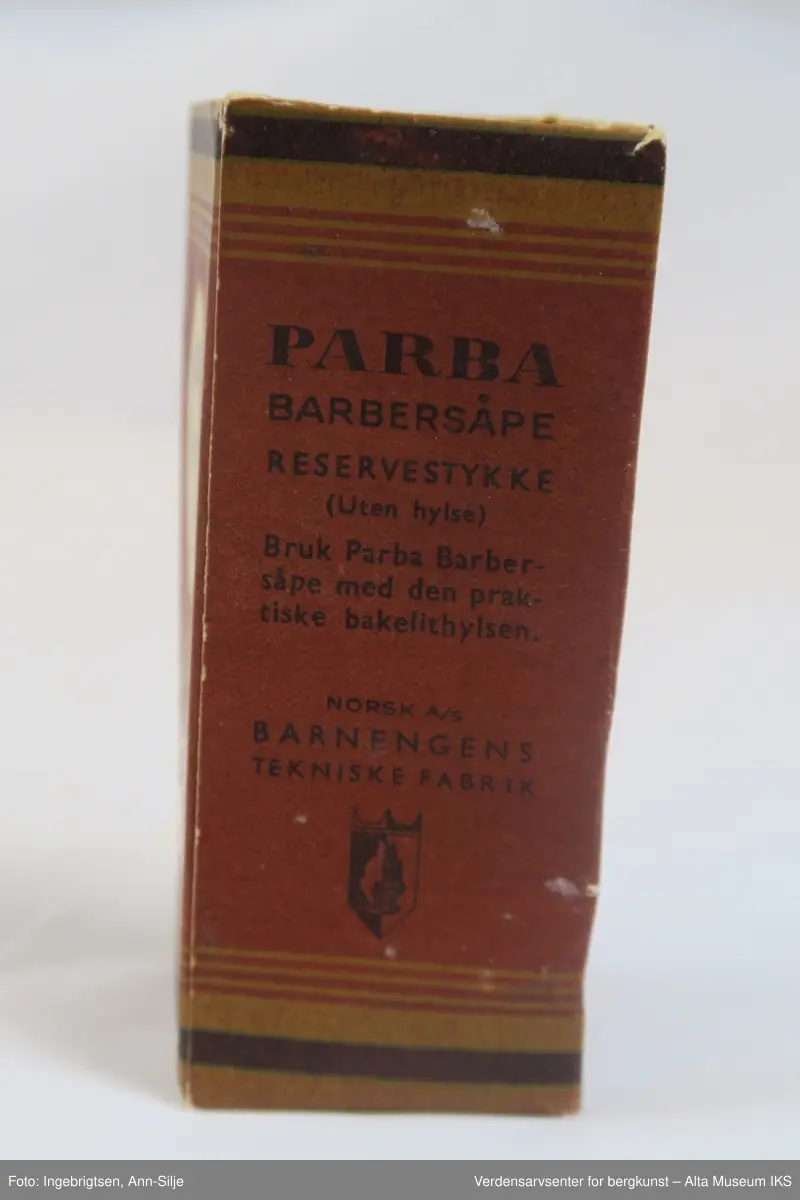 PARBA
BARBERSÅPE
RESERVESTYKKE
(Uten hylse)
Bruk Parba Barber-
såpe med den prak-
tiske bakelithylsen.
NORSK A/S
BARNENGENS
TEKNISKE FABRIK
Foto: Ingebrigtsen, Ann-Silje
Verdensarvsenter for bergkunst – Alta Museum IKS